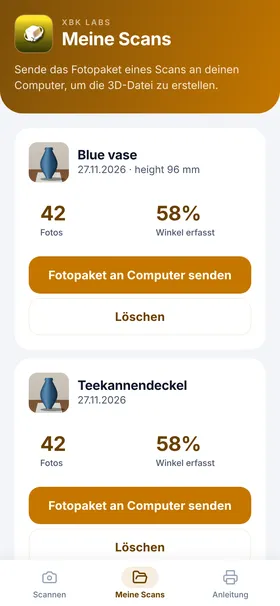 XBK LABS
Meine Scans
Sende das Fotopaket eines Scans an deinen
Computer, um die 3D-Datei zu erstellen.
Blue vase
27.11.2026 · height 96 mm
42
58%
Fotos
Winkel erfasst
Fotopaket an Computer senden
Löschen
Teekannendeckel
27.11.2026
42
58%
Fotos
Winkel erfasst
Fotopaket an Computer senden
Löschen
Scannen
Meine Scans
Anleitung